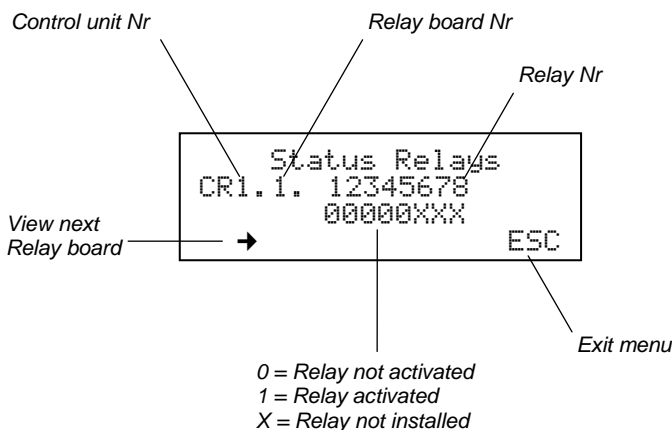 Control unit Nr
Relay board Nr
Relay Nr
Status Relays
CR1.1. 12345678
00000XXX
View next
Relay board
➔
ESC
Exit menu
0 = Relay not activated
1 = Relay activated
X = Relay not installed